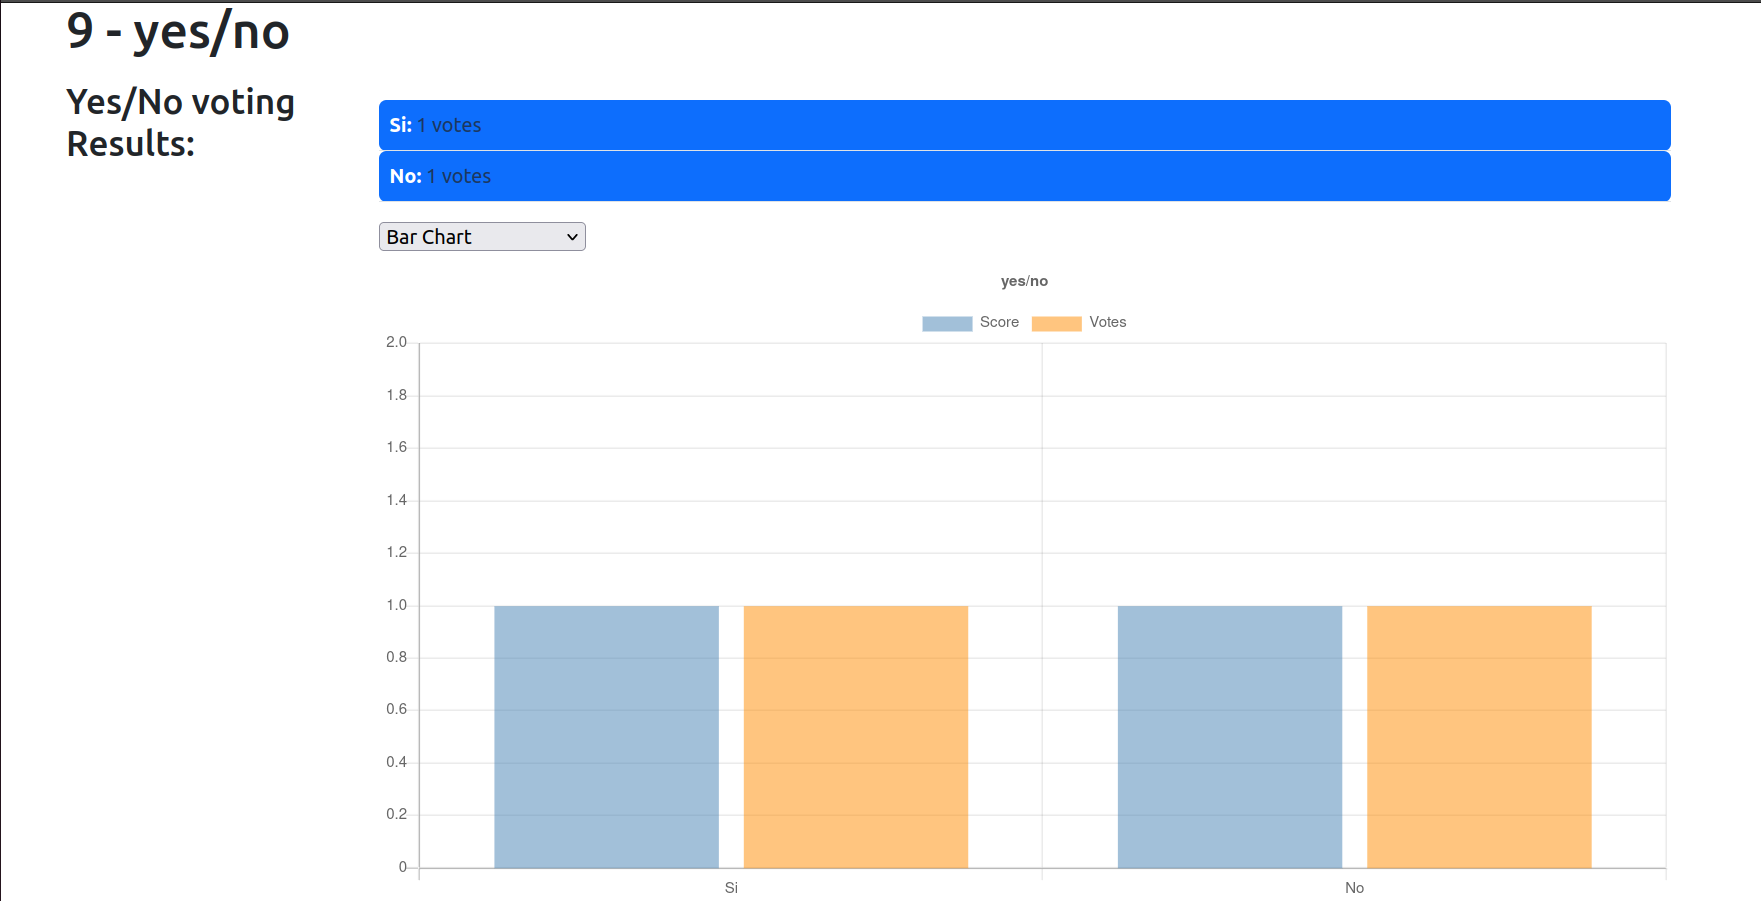 9 - yes/no
Yes/No voting
Results:
Si: 1 votes
No: 1 votes
Bar Chart
yes/no
Score Votes
2.0
1.8
1.6
1.4
1.2
1.0
0.8
0.6
0.4
0.2
0
Si No